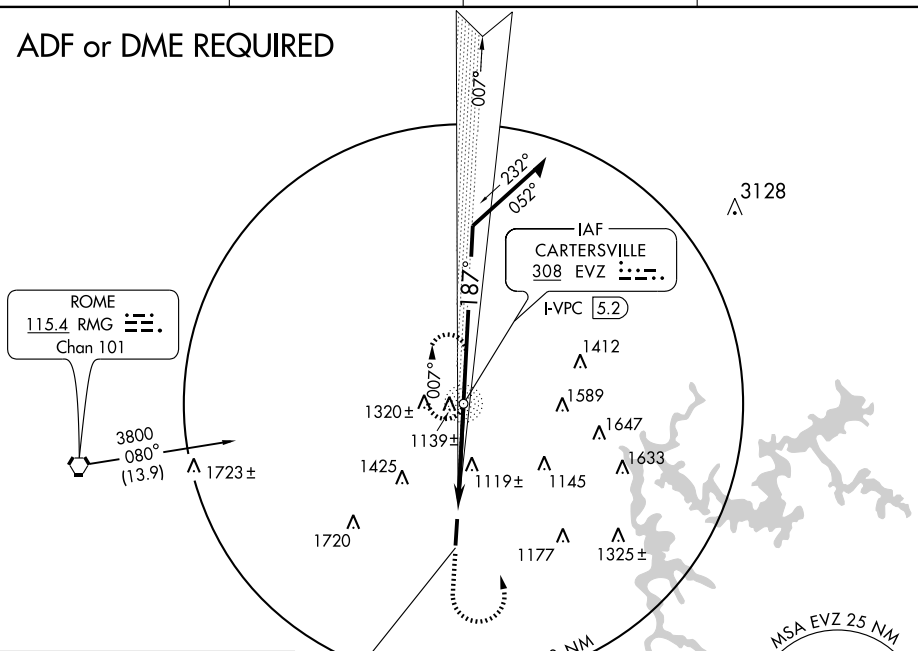 ADF or DME REQUIRED
007°
232°
052°
3128
IAF
CARTERSVILLE
308 EVZ
187°
I-VPC 5.2
ROME
115.4 RMG
Chan 101
1412
007°
1320±
1589
1139±
1647
3800
080°
(13.9)
1723±
1425
1119±
1145
1633
1720
1177
1325±
NM
MSA EVZ 25 NM